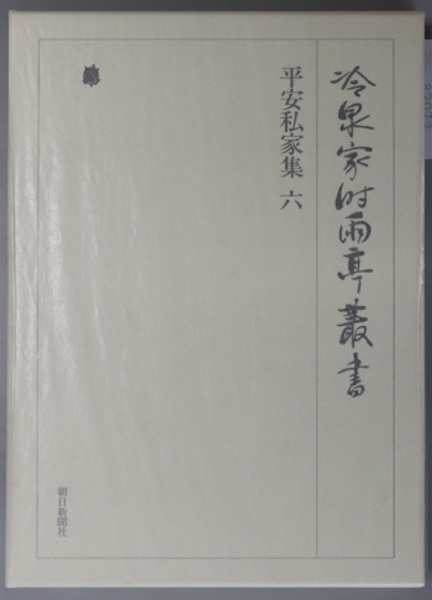 冷泉家時雨亭叢書
平安私家集 六
朝日新聞社